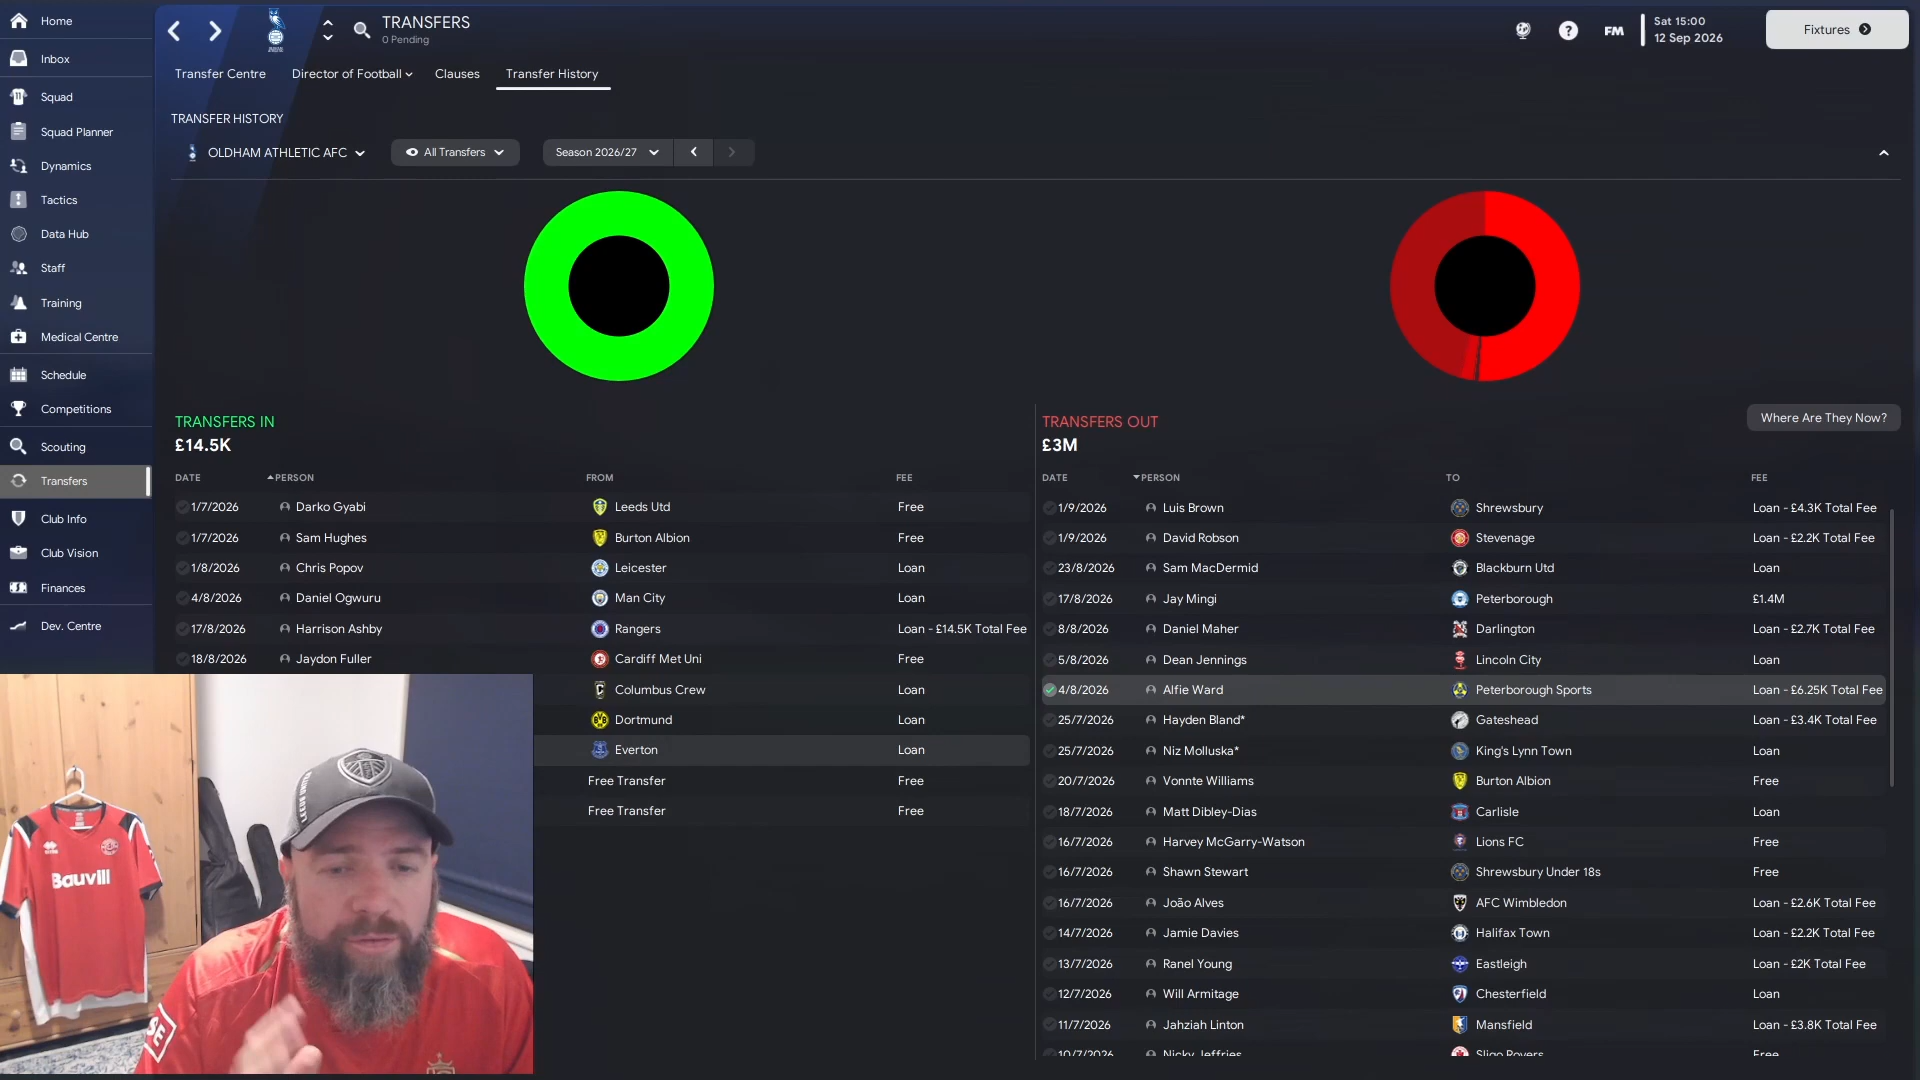 Home
Inbox
Squad
Squad Planner
Dynamics
Tactics
Data Hub
Staff
Training
Medical Centre
Schedule
Competitions
Scouting
Transfers
Club Info
Club Vision
Finances
Dev. Centre
TRANSFERS
0 Pending
FM
Sat 15:00
12 Sep 2026
Fixtures
Transfer Centre
Director of Football
Clauses
Transfer History
TRANSFER HISTORY
OLDHAM ATHLETIC AFC
All Transfers
Season 2026/27
TRANSFERS IN
£14.5K
DATE PERSON FROM FEE
1/7/2026 Darko Gyabi Leeds Utd Free
1/7/2026 Sam Hughes Burton Albion Free
1/8/2026 Chris Popov Leicester Loan
4/8/2026 Daniel Ogwuru Man City Loan
17/8/2026 Harrison Ashby Rangers Loan - £14.5K Total Fee
18/8/2026 Jaydon Fuller Cardiff Met Uni Free
Columbus Crew Loan
Dortmund Loan
Everton Loan
Free Transfer Free
Free Transfer Free
TRANSFERS OUT
£3M
Where Are They Now?
DATE PERSON TO FEE
1/9/2026 Luis Brown Shrewsbury Loan - £4.3K Total Fee
1/9/2026 David Robson Stevenage Loan - £2.2K Total Fee
23/8/2026 Sam MacDermid Blackburn Utd Loan
17/8/2026 Jay Mingi Peterborough £1.4M
8/8/2026 Daniel Maher Darlington Loan - £2.7K Total Fee
5/8/2026 Dean Jennings Lincoln City Loan
4/8/2026 Alfie Ward Peterborough Sports Loan - £6.25K Total Fee
25/7/2026 Hayden Bland* Gateshead Loan - £3.4K Total Fee
25/7/2026 Niz Molluska* King's Lynn Town Loan
20/7/2026 Vonnte Williams Burton Albion Free
18/7/2026 Matt Dibley-Dias Carlisle Loan
16/7/2026 Harvey McGarry-Watson Lions FC Free
16/7/2026 Shawn Stewart Shrewsbury Under 18s Free
16/7/2026 João Alves AFC Wimbledon Loan - £2.6K Total Fee
14/7/2026 Jamie Davies Halifax Town Loan - £2.2K Total Fee
13/7/2026 Ranel Young Eastleigh Loan - £2K Total Fee
12/7/2026 Will Armitage Chesterfield Loan
11/7/2026 Jahziah Linton Mansfield Loan - £3.8K Total Fee
10/7/2026 Nicky Jeffries Sligo Rovers Free
Bauvill